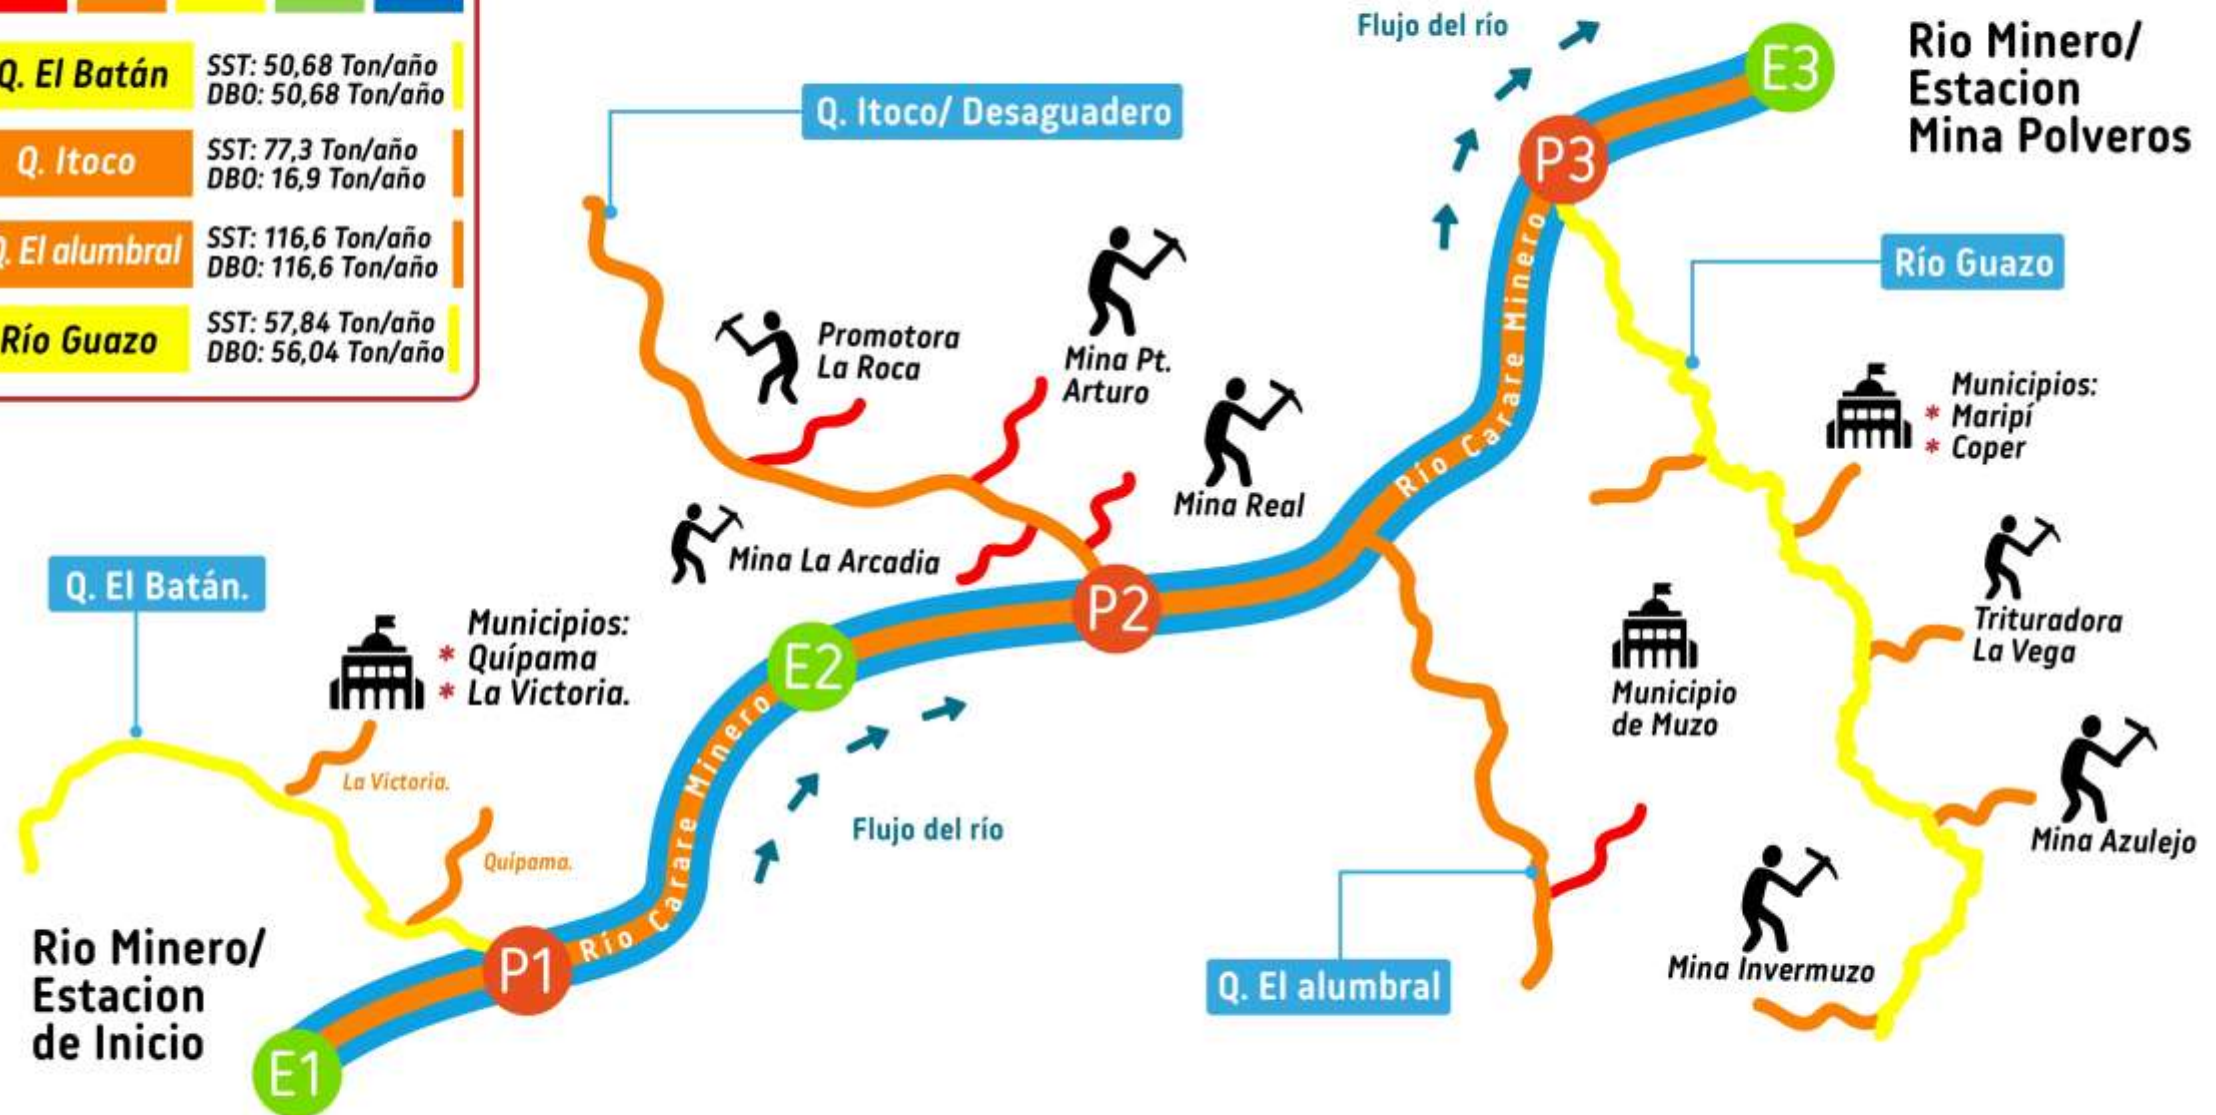 Q. El Batán
SST: 50,68 Ton/año
DBO: 50,68 Ton/año
Q. Itoco
SST: 77,3 Ton/año
DBO: 16,9 Ton/año
Q. El alumbral
SST: 116,6 Ton/año
DBO: 116,6 Ton/año
Río Guazo
SST: 57,84 Ton/año
DBO: 56,04 Ton/año
Flujo del río
E3
Rio Minero/
Estacion
Mina Polveros
Q. Itoco/ Desaguadero
P3
Río Guazo
Promotora
La Roca
Mina Pt.
Arturo
Mina Real
Mina La Arcadia
Río Carare Minero
Municipios:
* Maripí
* Coper
Trituradora
La Vega
Q. El Batán.
Municipios:
* Quípama
* La Victoria.
E2
P2
Municipio
de Muzo
La Victoria.
Quípama.
Río Carare Minero
Flujo del río
Mina Azulejo
Mina Invermuzo
Q. El alumbral
Rio Minero/
Estacion
de Inicio
P1
E1